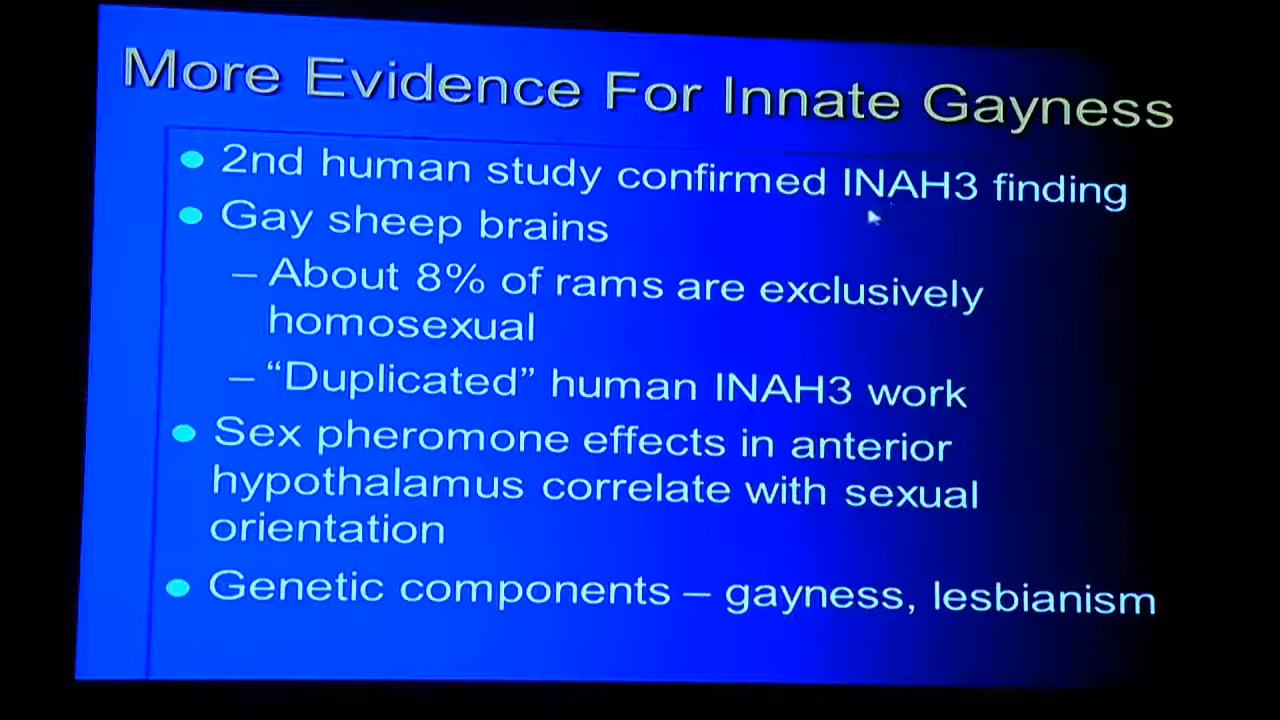 More Evidence For Innate Gayness
● 2nd human study confirmed INAH3 finding
● Gay sheep brains
– About 8% of rams are exclusively
homosexual
– “Duplicated” human INAH3 work
● Sex pheromone effects in anterior
hypothalamus correlate with sexual
orientation
● Genetic components – gayness, lesbianism